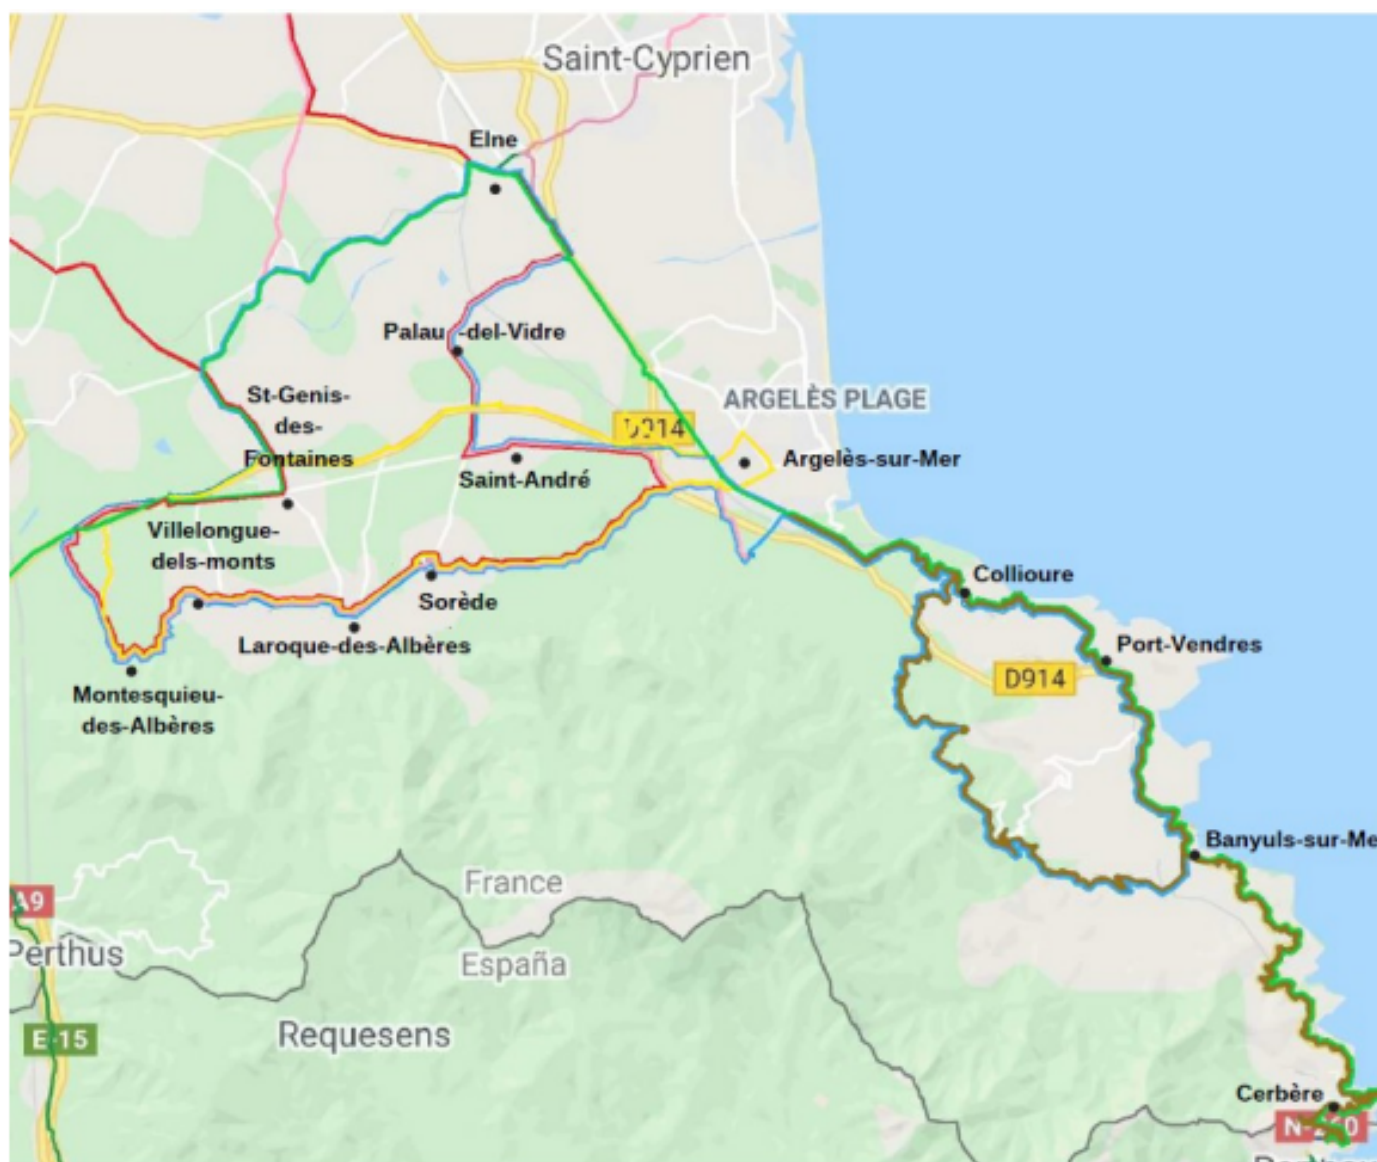 Saint-Cyprien
Elne
Palau -del-Vidre
St-Genis-
des-
Fontaines
ARGELÈS PLAGE
D914
Argelès-sur-Mer
Saint-André
Villelongue-
dels-monts
Collioure
Sorède
Laroque-des-Albères
Port-Vendres
D914
Montesquieu-
des-Albères
Banyuls-sur-Me
France
A9
Perthus
España
Requesens
E-15
Cerbère